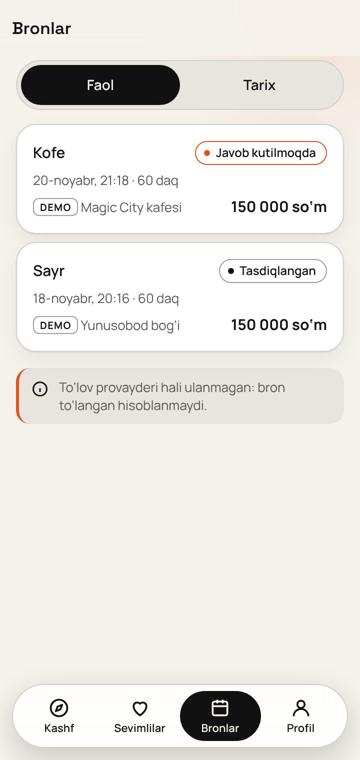 Bronlar
Faol
Tarix
Kofe
Javob kutilmoqda
20-noyabr, 21:18 · 60 daq
DEMO Magic City kafesi
150 000 so‘m
Sayr
Tasdiqlangan
18-noyabr, 20:16 · 60 daq
DEMO Yunusobod bog‘i
150 000 so‘m
To‘lov provayderi hali ulanmagan: bron
to‘langan hisoblanmaydi.
Kashf
Sevimlilar
Bronlar
Profil